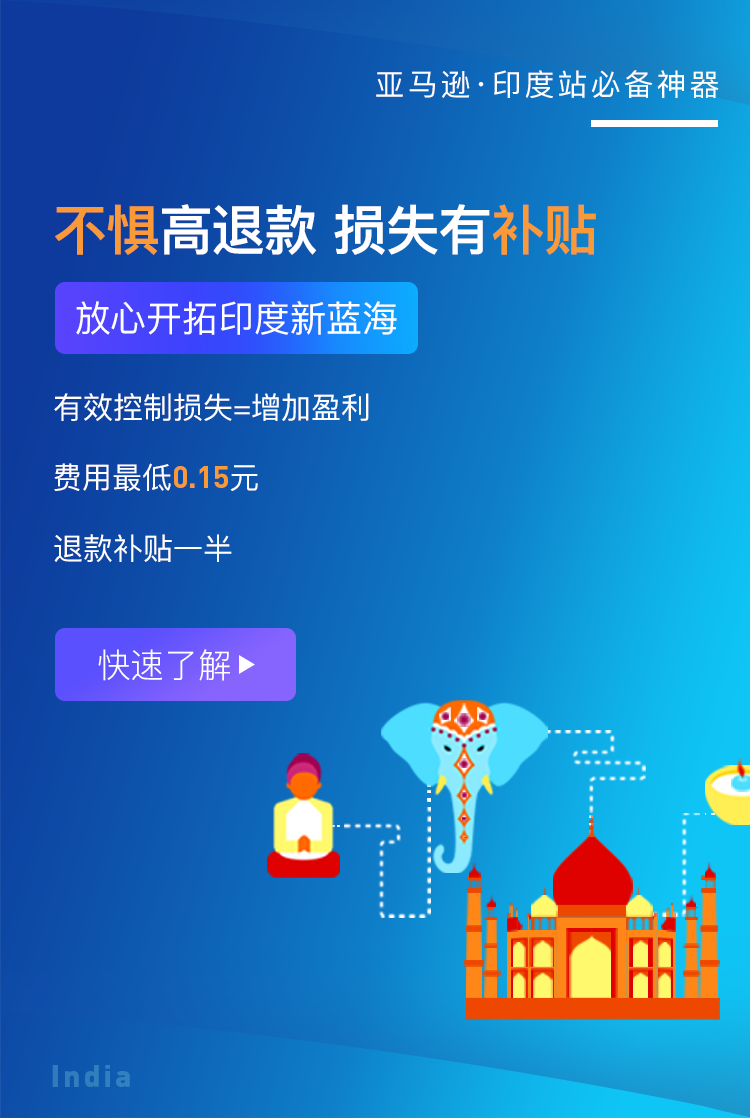 亚马逊·印度站必备神器
不惧高退款 损失有补贴
放心开拓印度新蓝海
有效控制损失=增加盈利
费用最低0.15元
退款补贴一半
快速了解▶
India